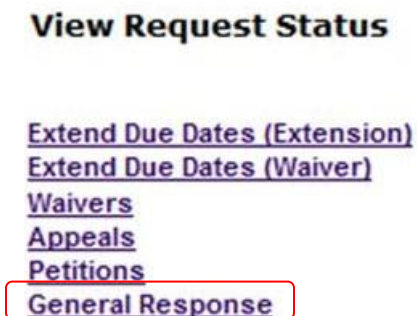 View Request Status
Extend Due Dates (Extension)
Extend Due Dates (Waiver)
Waivers
Appeals
Petitions
General Response